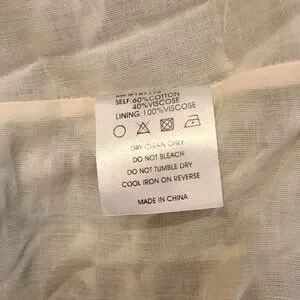 SELF:60%COTTON
40%VISCOSE
LINING:100%VISCOSE
DRY CLEAN ONLY
DO NOT BLEACH
DO NOT TUMBLE DRY
COOL IRON ON REVERSE
MADE IN CHINA